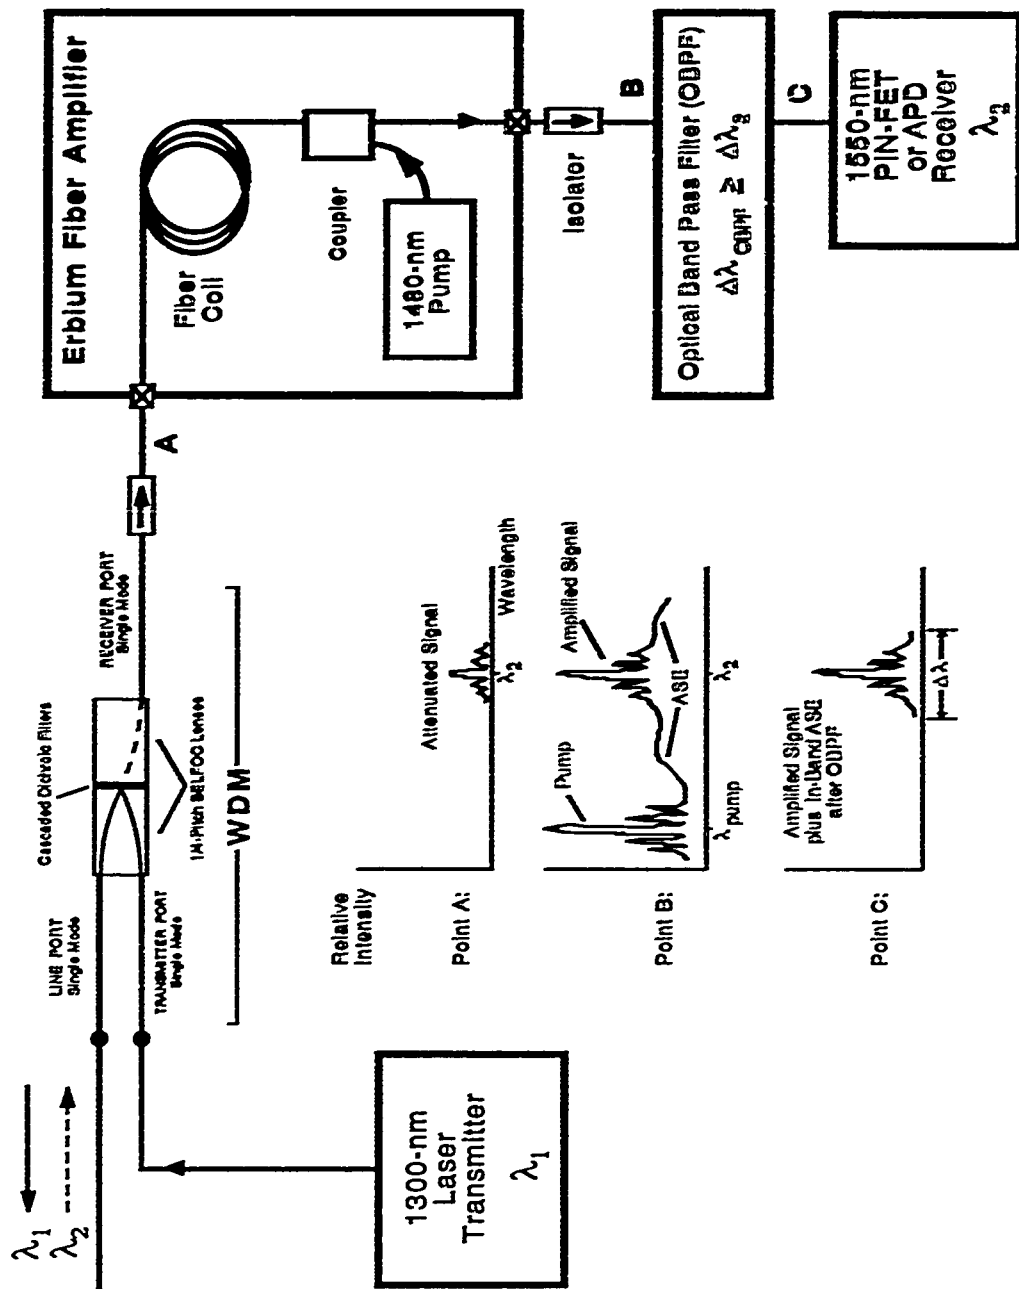 λ₁
λ₂
LINE PORT
Single Mode
TRANSMITTER PORT
Single Mode
Cascaded Dichroic Filters
1/4-Pitch SELFOC Lenses
WDM
RECEIVER PORT
Single Mode
A
1300-nm
Laser
Transmitter
λ₁
Erbium Fiber Amplifier
Fiber
Coil
Coupler
1480-nm
Pump
Isolator
B
Optical Band Pass Filter (OBPF)
Δλ OBPF ≥ Δλ₂
C
1550-nm
PIN-FET
or APD
Receiver
λ₂
Relative
Intensity
Point A:
Attenuated Signal
λ₂
Wavelength
Point B:
Pump
Amplified Signal
ASE
λpump
λ₂
Point C:
Amplified Signal
plus In-Band ASE
after OBPF
Δλ